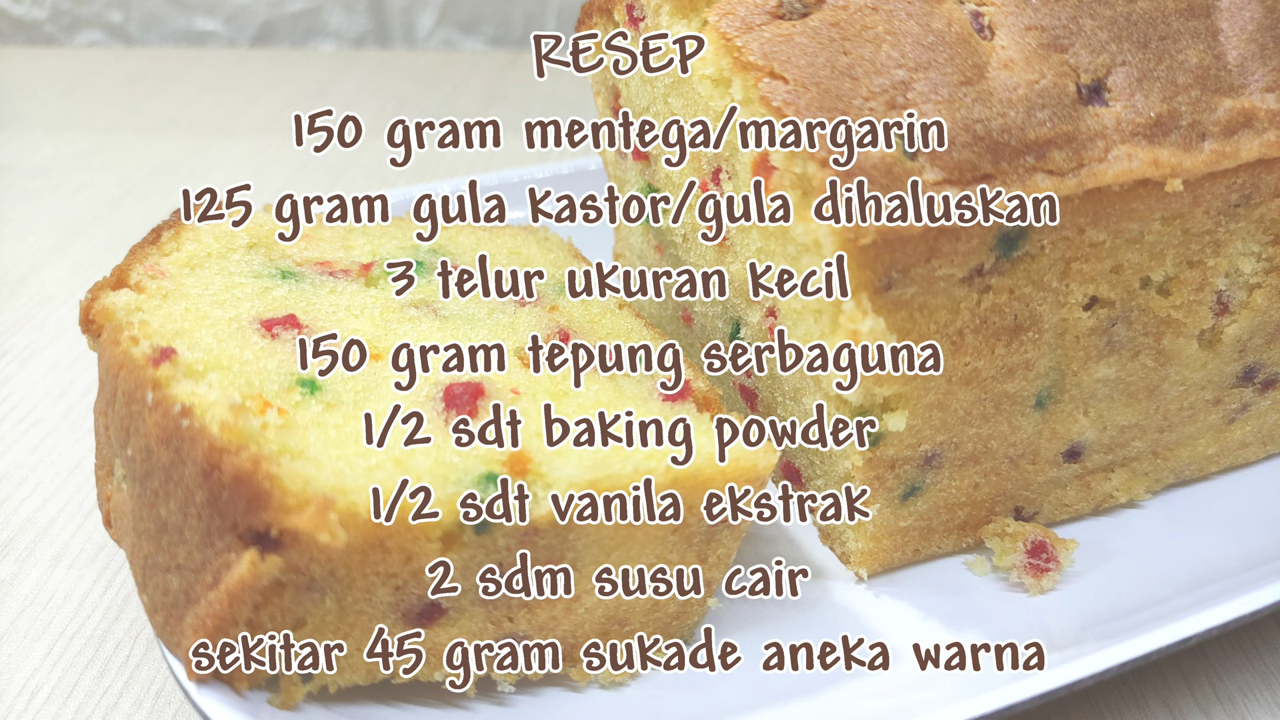 RESEP
150 gram mentega/margarin
125 gram gula kastor/gula dihaluskan
3 telur ukuran kecil
150 gram tepung serbaguna
1/2 sdt baking powder
1/2 sdt vanila ekstrak
2 sdm susu cair
sekitar 45 gram sukade aneka warna